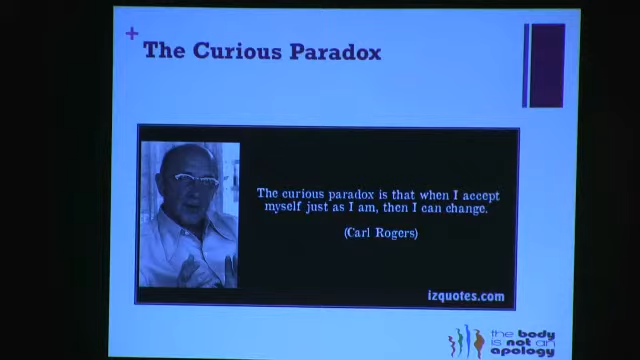 +
The Curious Paradox
The curious paradox is that when I accept
myself just as I am, then I can change.
(Carl Rogers)
izquotes.com
the body
is not an
apology